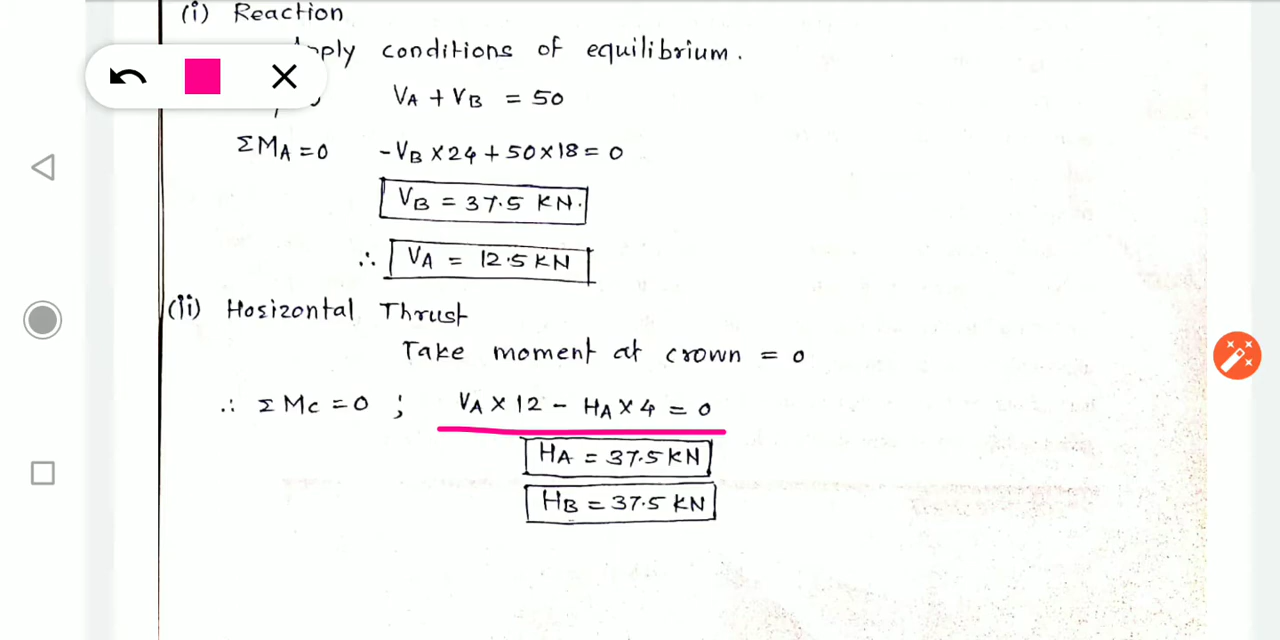 (i) Reaction
conditions of equilibrium.
VA + VB = 50
ΣMA = 0 -VB × 24 + 50 × 18 = 0
VB = 37.5 KN.
∴ VA = 12.5 KN
(ii) Horizontal Thrust
Take moment at crown = 0
∴ ΣMc = 0 ; VA × 12 - HA × 4 = 0
HA = 37.5 KN
HB = 37.5 KN